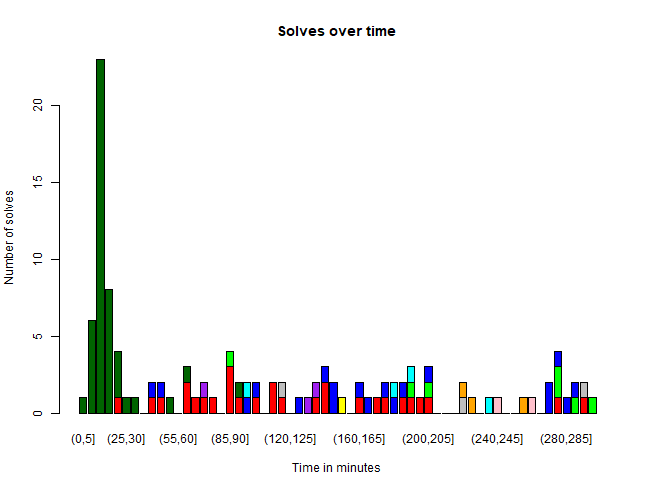 Solves over time
Number of solves
20
15
10
5
0
(0,5] (25,30] (55,60] (85,90] (120,125] (160,165] (200,205] (240,245] (280,285]
Time in minutes